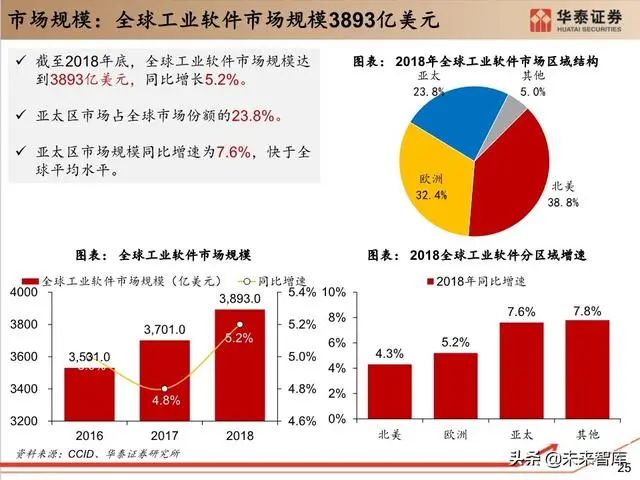 市场规模：全球工业软件市场规模3893亿美元
华泰证券
HUATAI SECURITIES
✓ 截至2018年底，全球工业软件市场规模达
到3893亿美元，同比增长5.2%。
✓ 亚太区市场占全球市场份额的23.8%。
✓ 亚太区市场规模同比增速为7.6%，快于全
球平均水平。
图表： 2018年全球工业软件市场区域结构
亚太
23.8%
其他
5.0%
欧洲
32.4%
北美
38.8%
图表： 全球工业软件市场规模
全球工业软件市场规模（亿美元）
同比增速
4000
3800
3600
3400
3200
3,531.0
3,701.0
3,893.0
5.0%
4.8%
5.2%
5.4%
5.2%
5.0%
4.8%
4.6%
2016
2017
2018
图表： 2018全球工业软件分区域增速
2018年同比增速
10%
8%
6%
4%
2%
0%
4.3%
5.2%
7.6%
7.8%
北美
欧洲
亚太
其他
资料来源：CCID、华泰证券研究所
头条@未来智库
25